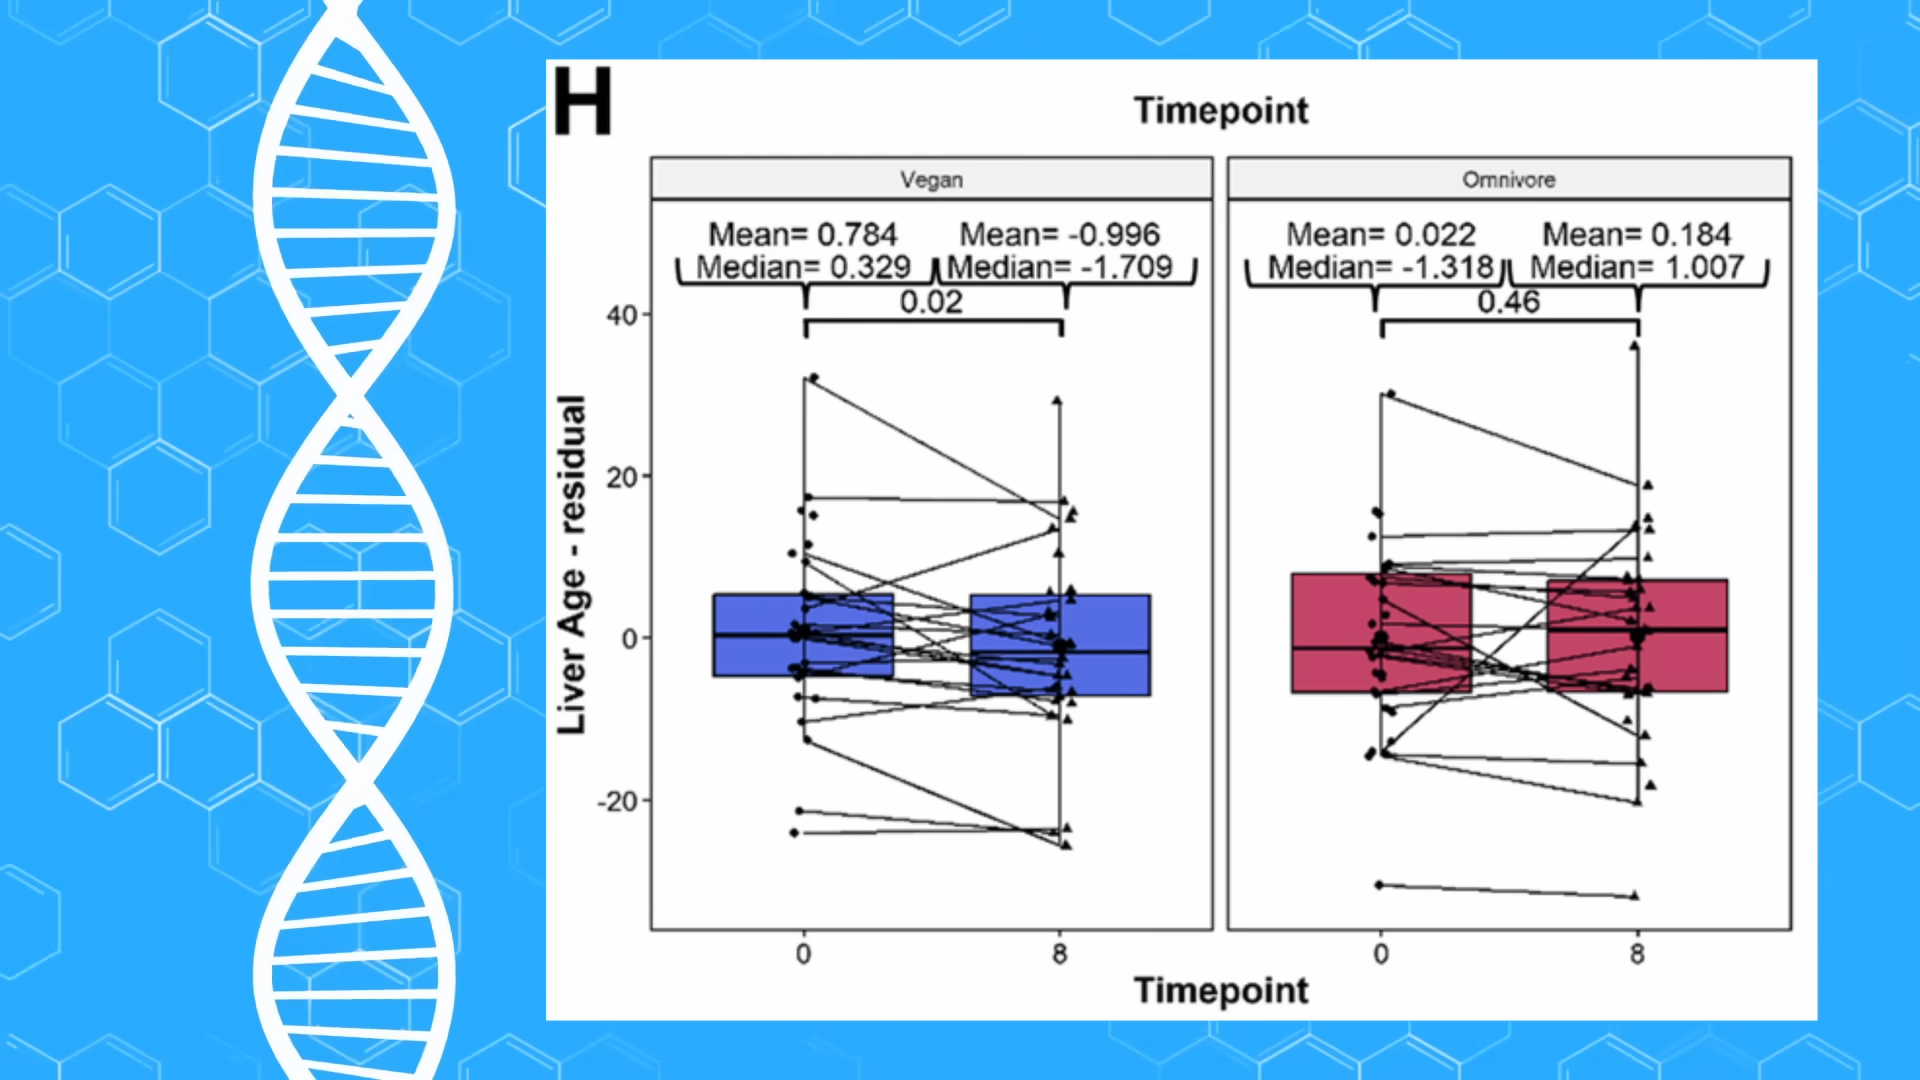 H
Timepoint
Vegan
Omnivore
Mean= 0.784 Mean= -0.996
Median= 0.329 Median= -1.709
0.02
Mean= 0.022 Mean= 0.184
Median= -1.318 Median= 1.007
0.46
Liver Age - residual
40
20
0
-20
0 8 0 8
Timepoint